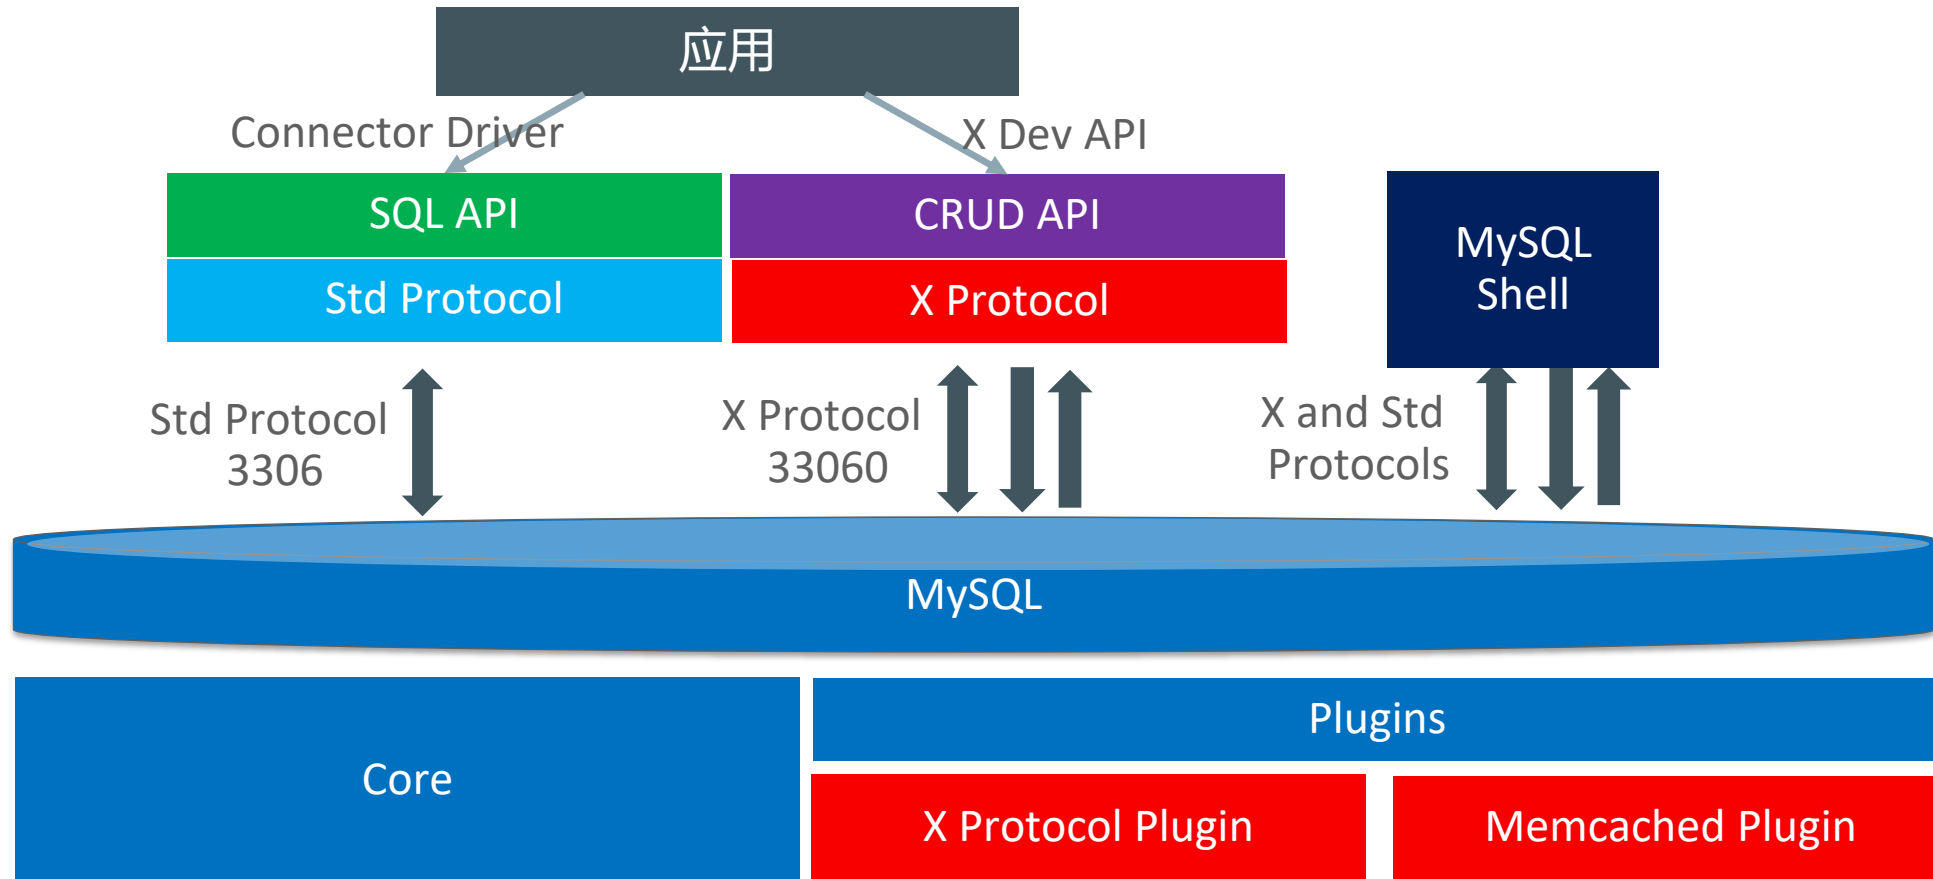 应用
Connector Driver
X Dev API
SQL API
CRUD API
MySQL
Shell
Std Protocol
X Protocol
Std Protocol
3306
X Protocol
33060
X and Std
Protocols
MySQL
Core
Plugins
X Protocol Plugin
Memcached Plugin